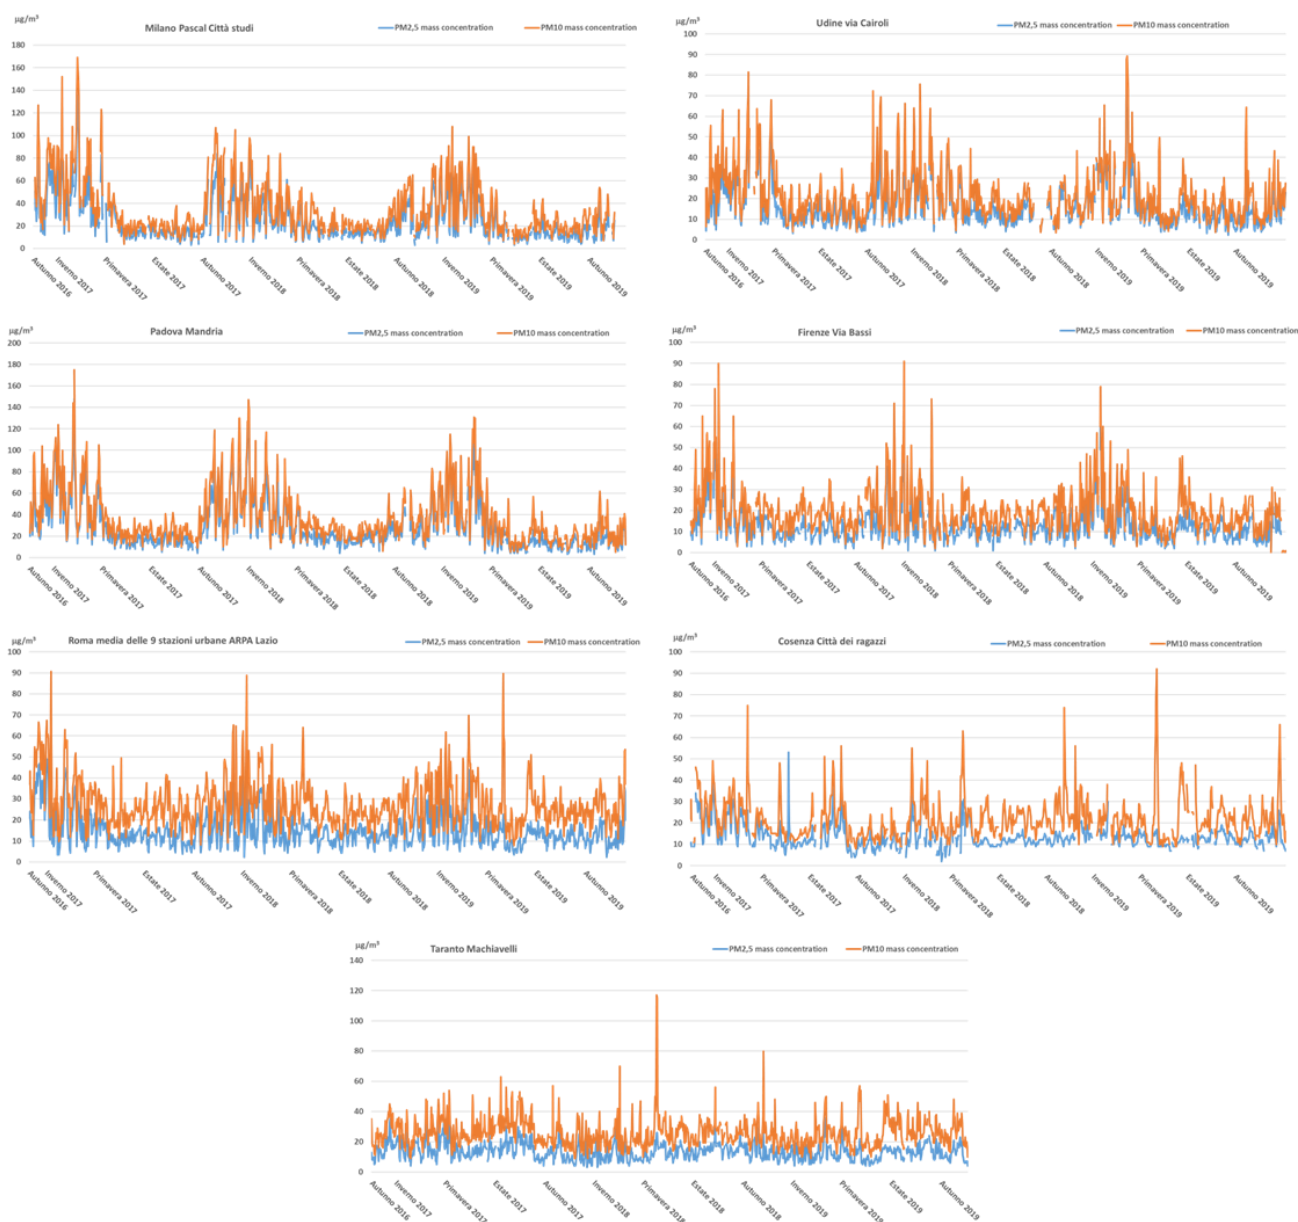 μg/m³
Milano Pascal Città studi
PM2,5 mass concentration
PM10 mass concentration
180
160
140
120
100
80
60
40
20
0
Autunno 2016
Inverno 2017
Primavera 2017
Estate 2017
Autunno 2017
Inverno 2018
Primavera 2018
Estate 2018
Autunno 2018
Inverno 2019
Primavera 2019
Estate 2019
Autunno 2019
μg/m³
Udine via Cairoli
PM2,5 mass concentration
PM10 mass concentration
100
90
80
70
60
50
40
30
20
10
0
Autunno 2016
Inverno 2017
Primavera 2017
Estate 2017
Autunno 2017
Inverno 2018
Primavera 2018
Estate 2018
Autunno 2018
Inverno 2019
Primavera 2019
Estate 2019
Autunno 2019
μg/m³
Padova Mandria
PM2,5 mass concentration
PM10 mass concentration
200
180
160
140
120
100
80
60
40
20
0
Autunno 2016
Inverno 2017
Primavera 2017
Estate 2017
Autunno 2017
Inverno 2018
Primavera 2018
Estate 2018
Autunno 2018
Inverno 2019
Primavera 2019
Estate 2019
Autunno 2019
μg/m³
Firenze Via Bassi
PM2,5 mass concentration
PM10 mass concentration
100
90
80
70
60
50
40
30
20
10
0
Autunno 2016
Inverno 2017
Primavera 2017
Estate 2017
Autunno 2017
Inverno 2018
Primavera 2018
Estate 2018
Autunno 2018
Inverno 2019
Primavera 2019
Estate 2019
Autunno 2019
μg/m³
Roma media delle 9 stazioni urbane ARPA Lazio
PM2,5 mass concentration
PM10 mass concentration
100
90
80
70
60
50
40
30
20
10
0
Autunno 2016
Inverno 2017
Primavera 2017
Estate 2017
Autunno 2017
Inverno 2018
Primavera 2018
Estate 2018
Autunno 2018
Inverno 2019
Primavera 2019
Estate 2019
Autunno 2019
μg/m³
Cosenza Città dei ragazzi
PM2,5 mass concentration
PM10 mass concentration
100
90
80
70
60
50
40
30
20
10
0
Autunno 2016
Inverno 2017
Primavera 2017
Estate 2017
Autunno 2017
Inverno 2018
Primavera 2018
Estate 2018
Autunno 2018
Inverno 2019
Primavera 2019
Estate 2019
Autunno 2019
μg/m³
Taranto Machiavelli
PM2,5 mass concentration
PM10 mass concentration
140
120
100
80
60
40
20
0
Autunno 2016
Inverno 2017
Primavera 2017
Estate 2017
Autunno 2017
Inverno 2018
Primavera 2018
Estate 2018
Autunno 2018
Inverno 2019
Primavera 2019
Estate 2019
Autunno 2019